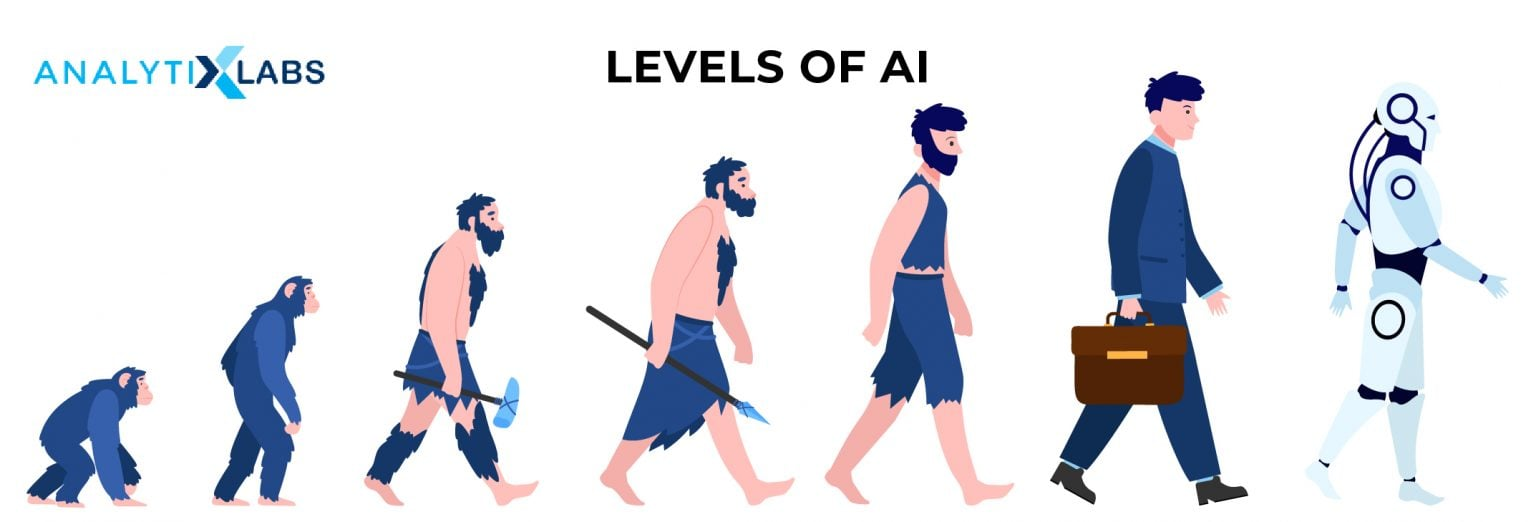 ANALYTIXLABS
LEVELS OF AI